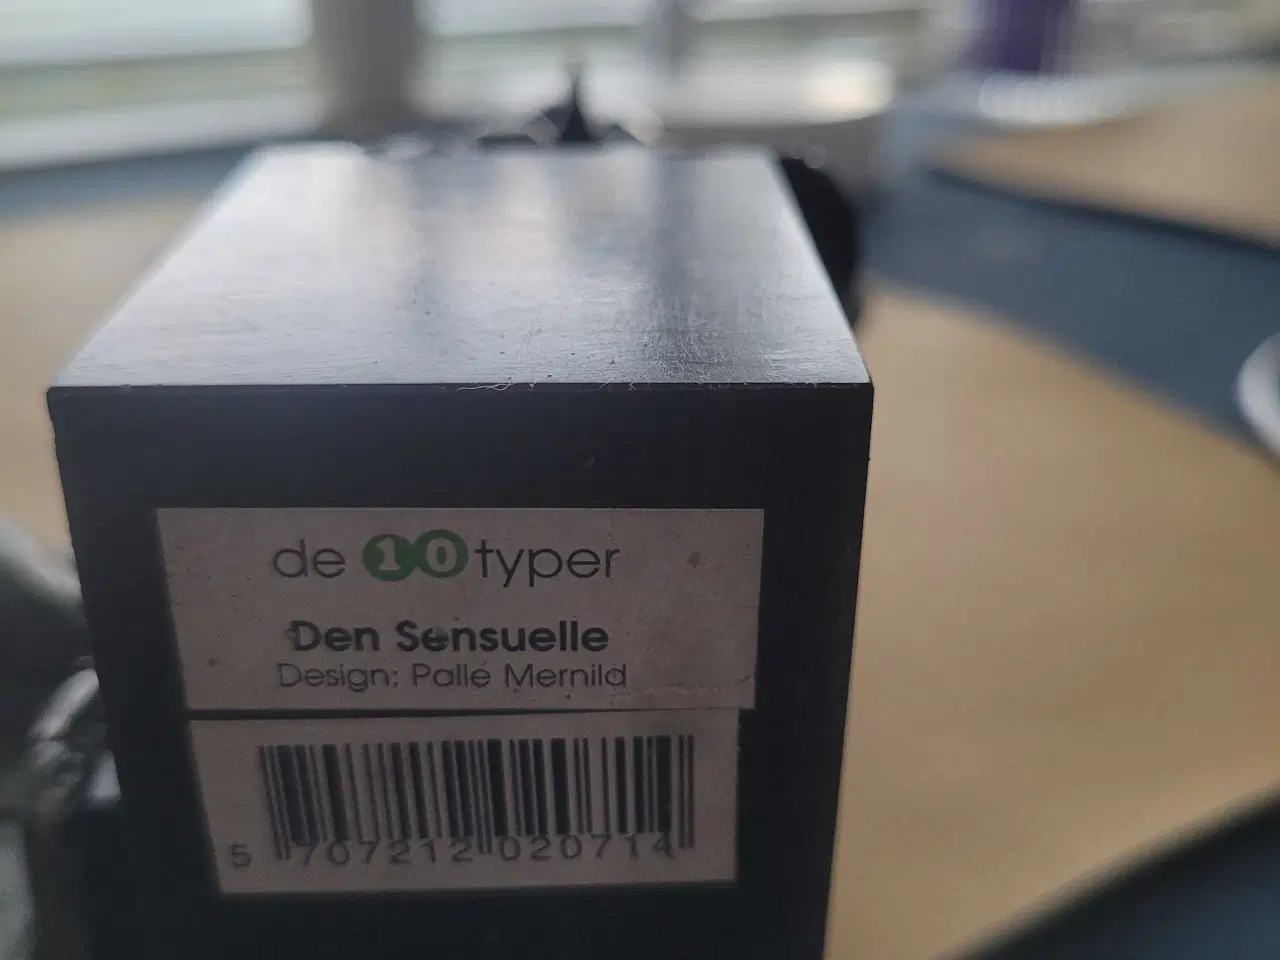 de 10 typer
Den Sensuelle
Design: Palle Mernild
5 707212 020714